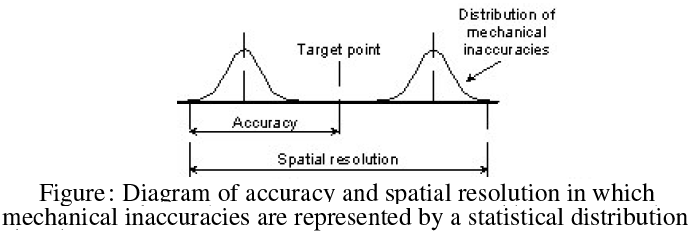 Distribution of
mechanical
inaccuracies
Target point
Accuracy
Spatial resolution
Figure: Diagram of accuracy and spatial resolution in which
mechanical inaccuracies are represented by a statistical distribution